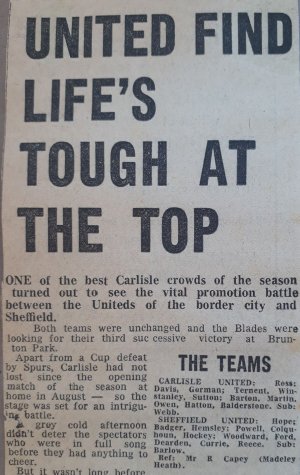 UNITED FIND
LIFE'S
TOUGH AT
THE TOP
ONE of the best Carlisle crowds of the season
turned out to see the vital promotion battle
between the Uniteds of the border city and
Sheffield.
Both teams were unchanged and the Blades were
looking for their third suc cessive victory at Brun-
ton Park.
Apart from a Cup defeat
by Spurs, Carlisle had not
lost since the opening
match of the season at
home in August — so the
stage was set for an intrigu-
ing battle.
A grey cold afternoon
didn't deter the spectators
who were in full song
before they had anything to
cheer.
But it wasn't long before
THE TEAMS
CARLISLE UNITED: Ross;
Davis, Gorman; Ternent, Win-
stanley, Sutton; Barton, Martin,
Owen, Hatton, Balderstone. Sub:
Webb.
SHEFFIELD UNITED: Hope;
Badger, Hemsley; Powell, Colqu-
houn, Hockey; Woodward, Ford,
Dearden, Currie, Reece. Sub:
Barlow.
Ref: Mr R Capey (Madeley
Heath).